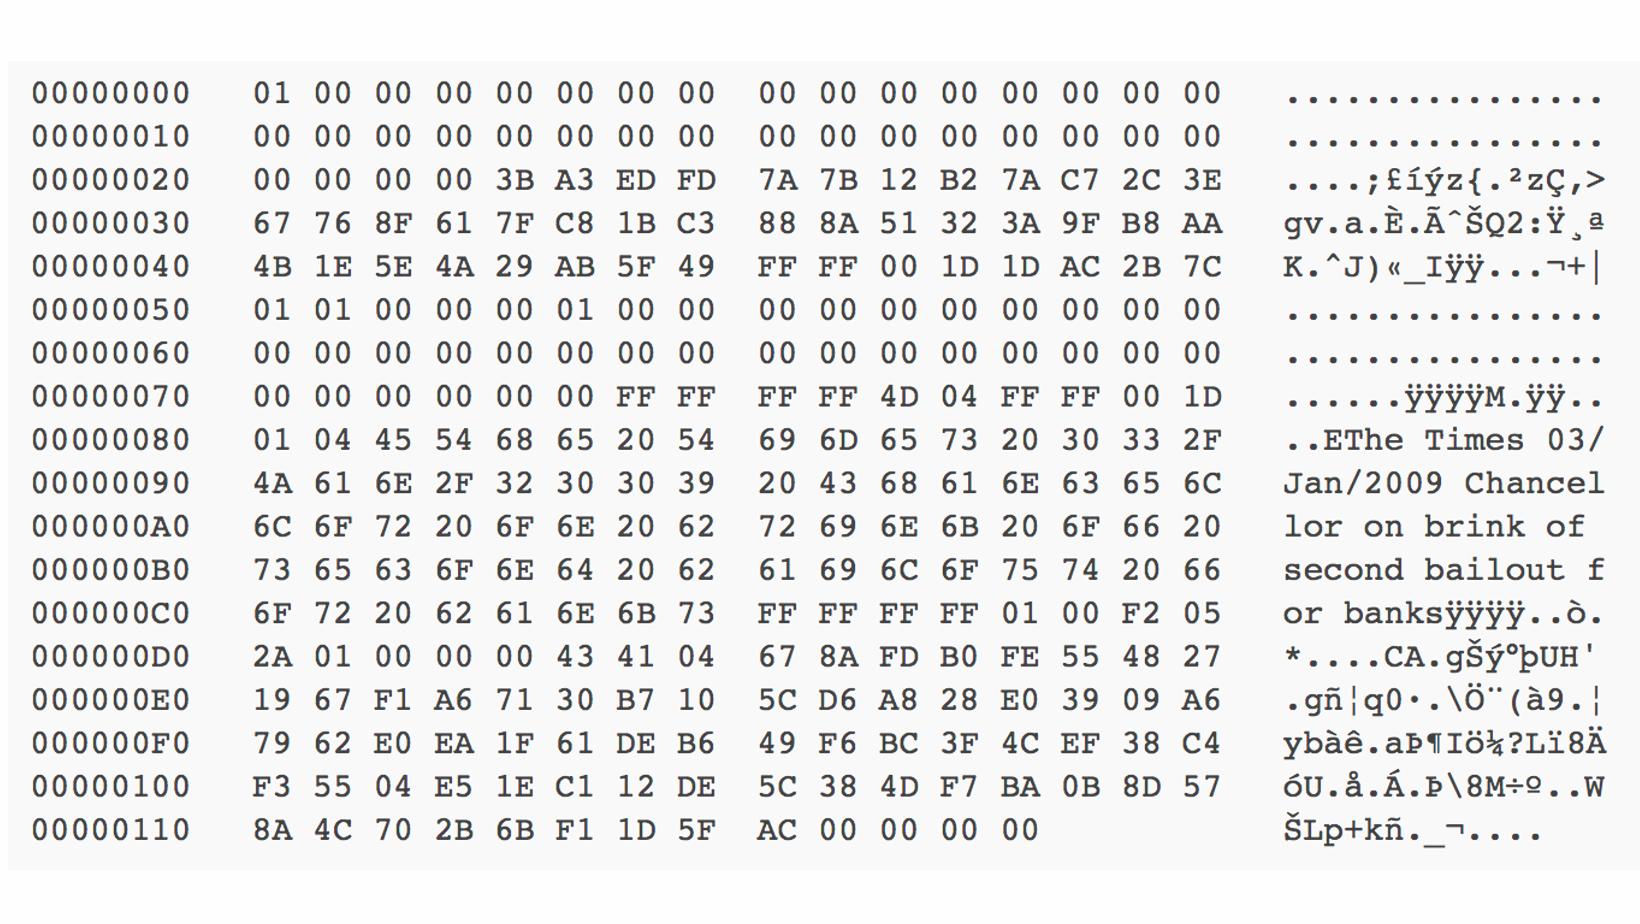 00000000 01 00 00 00 00 00 00 00 00 00 00 00 00 00 00 00 ................
00000010 00 00 00 00 00 00 00 00 00 00 00 00 00 00 00 00 ................
00000020 00 00 00 00 3B A3 ED FD 7A 7B 12 B2 7A C7 2C 3E ....;£íýz{.²zÇ,>
00000030 67 76 8F 61 7F C8 1B C3 88 8A 51 32 3A 9F B8 AA gv.a.È.ÈŠQ2:Ÿ¸ª
00000040 4B 1E 5E 4A 29 AB 5F 49 FF FF 00 1D 1D AC 2B 7C K.^J)«_Iÿÿ...¬+|
00000050 01 01 00 00 00 01 00 00 00 00 00 00 00 00 00 00 ................
00000060 00 00 00 00 00 00 00 00 00 00 00 00 00 00 00 00 ................
00000070 00 00 00 00 00 00 FF FF FF FF 4D 04 FF FF 00 1D ......ÿÿÿÿM.ÿÿ..
00000080 01 04 45 54 68 65 20 54 69 6D 65 73 20 30 33 2F ..EThe Times 03/
00000090 4A 61 6E 2F 32 30 30 39 20 43 68 61 6E 63 65 6C Jan/2009 Chancel
000000A0 6C 6F 72 20 6F 6E 20 62 72 69 6E 6B 20 6F 66 20 lor on brink of
000000B0 73 65 63 6F 6E 64 20 62 61 69 6C 6F 75 74 20 66 second bailout f
000000C0 6F 72 20 62 61 6E 6B 73 FF FF FF FF 01 00 F2 05 or banksÿÿÿÿ..ò.
000000D0 2A 01 00 00 00 43 41 04 67 8A FD B0 FE 55 48 27 *....CA.gŠý°þUH'
000000E0 19 67 F1 A6 71 30 B7 10 5C D6 A8 28 E0 39 09 A6 .gñ¦q0·.\Ö¨(à9.¦
000000F0 79 62 E0 EA 1F 61 DE B6 49 F6 BC 3F 4C EF 38 C4 ybàê.aÞ¶Iö¼?Lï8Ä
00000100 F3 55 04 E5 1E C1 12 DE 5C 38 4D F7 BA 0B 8D 57 óU.å.Á.Þ\8M÷º..W
00000110 8A 4C 70 2B 6B F1 1D 5F AC 00 00 00 00 ŠLp+kñ._¬....